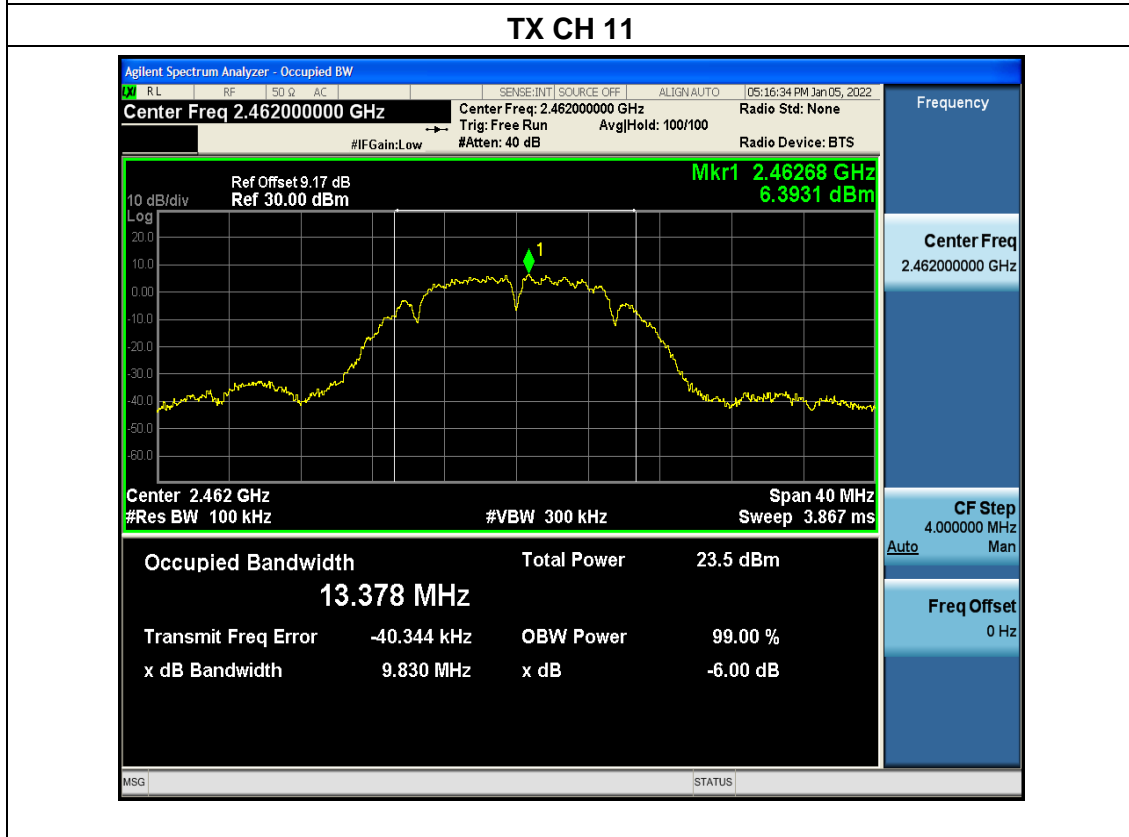 TX CH 11
Agilent Spectrum Analyzer - Occupied BW
LXI RL RF 50 Ω AC SENSE:INT SOURCE OFF ALIGN AUTO 05:16:34 PM Jan 05, 2022
Center Freq 2.462000000 GHz
Center Freq: 2.462000000 GHz Radio Std: None
Trig: Free Run Avg|Hold: 100/100
#IFGain:Low #Atten: 40 dB Radio Device: BTS
Frequency
Mkr1 2.46268 GHz
6.3931 dBm
Ref Offset 9.17 dB
10 dB/div Ref 30.00 dBm
Log
20.0
10.0
0.00
-10.0
-20.0
-30.0
-40.0
-50.0
-60.0
1
Center 2.462 GHz Span 40 MHz
#Res BW 100 kHz #VBW 300 kHz Sweep 3.867 ms
Occupied Bandwidth Total Power 23.5 dBm
13.378 MHz
Transmit Freq Error -40.344 kHz OBW Power 99.00 %
x dB Bandwidth 9.830 MHz x dB -6.00 dB
Center Freq
2.462000000 GHz
CF Step
4.000000 MHz
Auto Man
Freq Offset
0 Hz
MSG STATUS